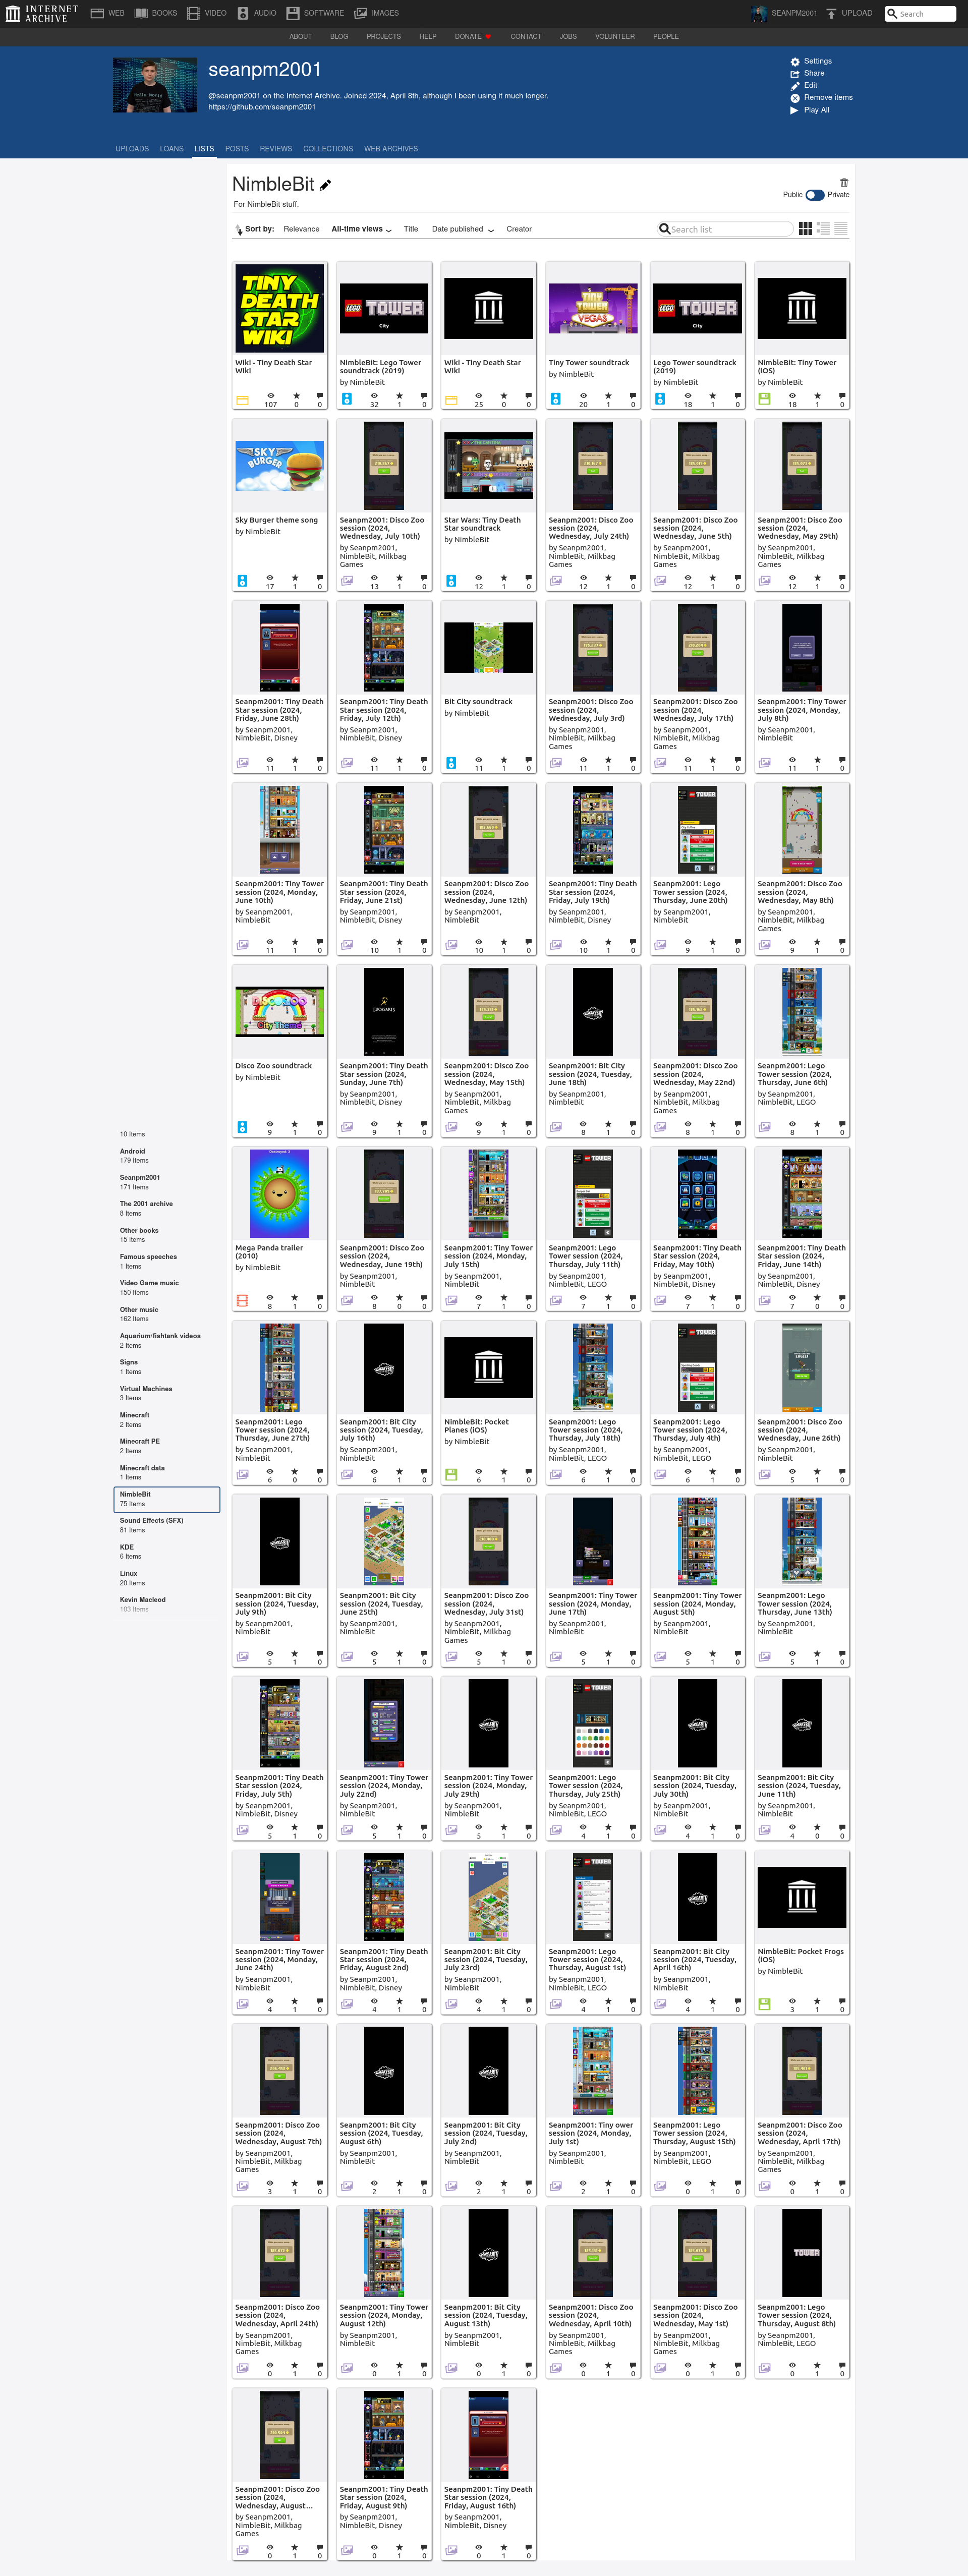 INTERNET ARCHIVE
WEB BOOKS VIDEO AUDIO SOFTWARE IMAGES SEANPM2001 UPLOAD Search
ABOUT BLOG PROJECTS HELP DONATE CONTACT JOBS VOLUNTEER PEOPLE
seanpm2001
@seanpm2001 on the Internet Archive. Joined 2024, April 8th, although I been using it much longer.
https://github.com/seanpm2001
Settings
Share
Edit
Remove items
Play All
UPLOADS LOANS LISTS POSTS REVIEWS COLLECTIONS WEB ARCHIVES
NimbleBit
Public Private
For NimbleBit stuff.
Sort by: Relevance All-time views Title Date published Creator
Search list
10 Items
Android
179 Items
Seanpm2001
171 Items
The 2001 archive
8 Items
Other books
15 Items
Famous speeches
1 Items
Video Game music
150 Items
Other music
162 Items
Aquarium/fishtank videos
2 Items
Signs
1 Items
Virtual Machines
3 Items
Minecraft
2 Items
Minecraft PE
2 Items
Minecraft data
1 Items
NimbleBit
75 Items
Sound Effects (SFX)
81 Items
KDE
6 Items
Linux
20 Items
Kevin Macleod
103 Items
TINY DEATH STAR WIKI
Wiki - Tiny Death Star Wiki
107 0 0
LEGO TOWER
City
NimbleBit: Lego Tower soundtrack (2019)
by NimbleBit
32 1 0
Wiki - Tiny Death Star Wiki
25 0 0
TINY TOWER VEGAS
Tiny Tower soundtrack
by NimbleBit
20 1 0
LEGO TOWER
City
Lego Tower soundtrack (2019)
by NimbleBit
18 1 0
NimbleBit: Tiny Tower (iOS)
by NimbleBit
18 1 0
SKY BURGER
Sky Burger theme song
by NimbleBit
17 1 0
Seanpm2001: Disco Zoo session (2024, Wednesday, July 10th)
by Seanpm2001, NimbleBit, Milkbag Games
13 1 0
Star Wars: Tiny Death Star soundtrack
by NimbleBit
12 1 0
Seanpm2001: Disco Zoo session (2024, Wednesday, July 24th)
by Seanpm2001, NimbleBit, Milkbag Games
12 1 0
Seanpm2001: Disco Zoo session (2024, Wednesday, June 5th)
by Seanpm2001, NimbleBit, Milkbag Games
12 1 0
Seanpm2001: Disco Zoo session (2024, Wednesday, May 29th)
by Seanpm2001, NimbleBit, Milkbag Games
12 1 0
Seanpm2001: Tiny Death Star session (2024, Friday, June 28th)
by Seanpm2001, NimbleBit, Disney
11 1 0
Seanpm2001: Tiny Death Star session (2024, Friday, July 12th)
by Seanpm2001, NimbleBit, Disney
11 1 0
Bit City soundtrack
by NimbleBit
11 1 0
Seanpm2001: Disco Zoo session (2024, Wednesday, July 3rd)
by Seanpm2001, NimbleBit, Milkbag Games
11 1 0
Seanpm2001: Disco Zoo session (2024, Wednesday, July 17th)
by Seanpm2001, NimbleBit, Milkbag Games
11 1 0
Seanpm2001: Tiny Tower session (2024, Monday, July 8th)
by Seanpm2001, NimbleBit
11 1 0
Seanpm2001: Tiny Tower session (2024, Monday, June 10th)
by Seanpm2001, NimbleBit
11 1 0
Seanpm2001: Tiny Death Star session (2024, Friday, June 21st)
by Seanpm2001, NimbleBit, Disney
10 1 0
Seanpm2001: Disco Zoo session (2024, Wednesday, June 12th)
by Seanpm2001, NimbleBit
10 1 0
Seanpm2001: Tiny Death Star session (2024, Friday, July 19th)
by Seanpm2001, NimbleBit, Disney
10 1 0
TOWER
Seanpm2001: Lego Tower session (2024, Thursday, June 20th)
by Seanpm2001, NimbleBit
9 1 0
Seanpm2001: Disco Zoo session (2024, Wednesday, May 8th)
by Seanpm2001, NimbleBit, Milkbag Games
9 1 0
DISCO ZOO
City Theme
Disco Zoo soundtrack
by NimbleBit
9 1 0
LUCASARTS
Seanpm2001: Tiny Death Star session (2024, Sunday, June 7th)
by Seanpm2001, NimbleBit, Disney
9 1 0
Seanpm2001: Disco Zoo session (2024, Wednesday, May 15th)
by Seanpm2001, NimbleBit, Milkbag Games
9 1 0
NIMBLEBIT
Seanpm2001: Bit City session (2024, Tuesday, June 18th)
by Seanpm2001, NimbleBit
8 1 0
Seanpm2001: Disco Zoo session (2024, Wednesday, May 22nd)
by Seanpm2001, NimbleBit, Milkbag Games
8 1 0
Seanpm2001: Lego Tower session (2024, Thursday, June 6th)
by Seanpm2001, NimbleBit, LEGO
8 1 0
Mega Panda trailer (2010)
by NimbleBit
8 1 0
Seanpm2001: Disco Zoo session (2024, Wednesday, June 19th)
by Seanpm2001, NimbleBit
8 0 0
Seanpm2001: Tiny Tower session (2024, Monday, July 15th)
by Seanpm2001, NimbleBit
7 1 0
TOWER
Seanpm2001: Lego Tower session (2024, Thursday, July 11th)
by Seanpm2001, NimbleBit, LEGO
7 1 0
Seanpm2001: Tiny Death Star session (2024, Friday, May 10th)
by Seanpm2001, NimbleBit, Disney
7 1 0
Seanpm2001: Tiny Death Star session (2024, Friday, June 14th)
by Seanpm2001, NimbleBit, Disney
7 0 0
Seanpm2001: Lego Tower session (2024, Thursday, June 27th)
by Seanpm2001, NimbleBit
6 0 0
NIMBLEBIT
Seanpm2001: Bit City session (2024, Tuesday, July 16th)
by Seanpm2001, NimbleBit
6 1 0
NimbleBit: Pocket Planes (iOS)
by NimbleBit
6 1 0
Seanpm2001: Lego Tower session (2024, Thursday, July 18th)
by Seanpm2001, NimbleBit, LEGO
6 1 0
TOWER
Seanpm2001: Lego Tower session (2024, Thursday, July 4th)
by Seanpm2001, NimbleBit, LEGO
6 1 0
Seanpm2001: Disco Zoo session (2024, Wednesday, June 26th)
by Seanpm2001, NimbleBit
5 1 0
NIMBLEBIT
Seanpm2001: Bit City session (2024, Tuesday, July 9th)
by Seanpm2001, NimbleBit
5 1 0
Seanpm2001: Bit City session (2024, Tuesday, June 25th)
by Seanpm2001, NimbleBit
5 1 0
Seanpm2001: Disco Zoo session (2024, Wednesday, July 31st)
by Seanpm2001, NimbleBit, Milkbag Games
5 1 0
Seanpm2001: Tiny Tower session (2024, Monday, June 17th)
by Seanpm2001, NimbleBit
5 1 0
Seanpm2001: Tiny Tower session (2024, Monday, August 5th)
by Seanpm2001, NimbleBit
5 1 0
Seanpm2001: Lego Tower session (2024, Thursday, June 13th)
by Seanpm2001, NimbleBit
5 1 0
Seanpm2001: Tiny Death Star session (2024, Friday, July 5th)
by Seanpm2001, NimbleBit, Disney
5 1 0
Seanpm2001: Tiny Tower session (2024, Monday, July 22nd)
by Seanpm2001, NimbleBit
5 1 0
NIMBLEBIT
Seanpm2001: Tiny Tower session (2024, Monday, July 29th)
by Seanpm2001, NimbleBit
5 1 0
TOWER
Seanpm2001: Lego Tower session (2024, Thursday, July 25th)
by Seanpm2001, NimbleBit, LEGO
4 1 0
NIMBLEBIT
Seanpm2001: Bit City session (2024, Tuesday, July 30th)
by Seanpm2001, NimbleBit
4 1 0
NIMBLEBIT
Seanpm2001: Bit City session (2024, Tuesday, June 11th)
by Seanpm2001, NimbleBit
4 0 0
Seanpm2001: Tiny Tower session (2024, Monday, June 24th)
by Seanpm2001, NimbleBit
4 1 0
Seanpm2001: Tiny Death Star session (2024, Friday, August 2nd)
by Seanpm2001, NimbleBit, Disney
4 1 0
Seanpm2001: Bit City session (2024, Tuesday, July 23rd)
by Seanpm2001, NimbleBit
4 1 0
TOWER
Seanpm2001: Lego Tower session (2024, Thursday, August 1st)
by Seanpm2001, NimbleBit, LEGO
4 1 0
NIMBLEBIT
Seanpm2001: Bit City session (2024, Tuesday, April 16th)
by Seanpm2001, NimbleBit
4 1 0
NimbleBit: Pocket Frogs (iOS)
by NimbleBit
3 1 0
Seanpm2001: Disco Zoo session (2024, Wednesday, August 7th)
by Seanpm2001, NimbleBit, Milkbag Games
3 1 0
NIMBLEBIT
Seanpm2001: Bit City session (2024, Tuesday, August 6th)
by Seanpm2001, NimbleBit
2 1 0
NIMBLEBIT
Seanpm2001: Bit City session (2024, Tuesday, July 2nd)
by Seanpm2001, NimbleBit
2 1 0
Seanpm2001: Tiny ower session (2024, Monday, July 1st)
by Seanpm2001, NimbleBit
2 1 0
Seanpm2001: Lego Tower session (2024, Thursday, August 15th)
by Seanpm2001, NimbleBit, LEGO
0 1 0
Seanpm2001: Disco Zoo session (2024, Wednesday, April 17th)
by Seanpm2001, NimbleBit, Milkbag Games
0 1 0
Seanpm2001: Disco Zoo session (2024, Wednesday, April 24th)
by Seanpm2001, NimbleBit, Milkbag Games
0 1 0
Seanpm2001: Tiny Tower session (2024, Monday, August 12th)
by Seanpm2001, NimbleBit
0 1 0
NIMBLEBIT
Seanpm2001: Bit City session (2024, Tuesday, August 13th)
by Seanpm2001, NimbleBit
0 1 0
Seanpm2001: Disco Zoo session (2024, Wednesday, April 10th)
by Seanpm2001, NimbleBit, Milkbag Games
0 1 0
Seanpm2001: Disco Zoo session (2024, Wednesday, May 1st)
by Seanpm2001, NimbleBit, Milkbag Games
0 1 0
TOWER
Seanpm2001: Lego Tower session (2024, Thursday, August 8th)
by Seanpm2001, NimbleBit, LEGO
0 1 0
Seanpm2001: Disco Zoo session (2024, Wednesday, August...
by Seanpm2001, NimbleBit, Milkbag Games
0 1 0
Seanpm2001: Tiny Death Star session (2024, Friday, August 9th)
by Seanpm2001, NimbleBit, Disney
0 1 0
Seanpm2001: Tiny Death Star session (2024, Friday, August 16th)
by Seanpm2001, NimbleBit, Disney
0 1 0